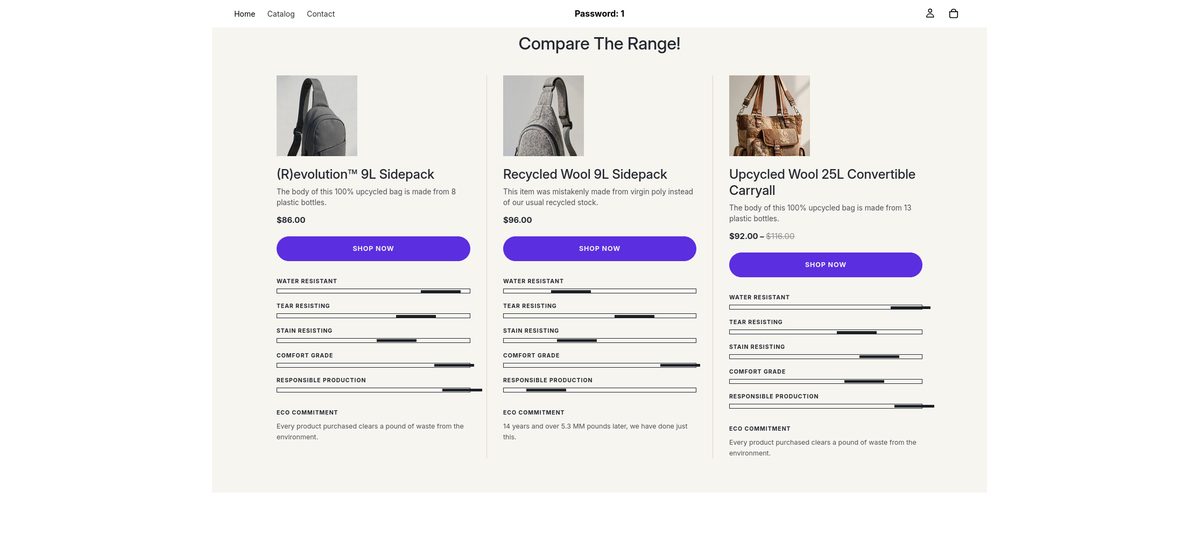 Home Catalog Contact
Password: 1
Compare The Range!
(R)evolution™ 9L Sidepack
The body of this 100% upcycled bag is made from 8
plastic bottles.
$86.00
SHOP NOW
WATER RESISTANT
TEAR RESISTING
STAIN RESISTING
COMFORT GRADE
RESPONSIBLE PRODUCTION
ECO COMMITMENT
Every product purchased clears a pound of waste from the
environment.
Recycled Wool 9L Sidepack
This item was mistakenly made from virgin poly instead
of our usual recycled stock.
$96.00
SHOP NOW
WATER RESISTANT
TEAR RESISTING
STAIN RESISTING
COMFORT GRADE
RESPONSIBLE PRODUCTION
ECO COMMITMENT
14 years and over 5.3 MM pounds later, we have done just
this.
Upcycled Wool 25L Convertible
Carryall
The body of this 100% upcycled bag is made from 13
plastic bottles.
$92.00 – $116.00
SHOP NOW
WATER RESISTANT
TEAR RESISTING
STAIN RESISTING
COMFORT GRADE
RESPONSIBLE PRODUCTION
ECO COMMITMENT
Every product purchased clears a pound of waste from the
environment.